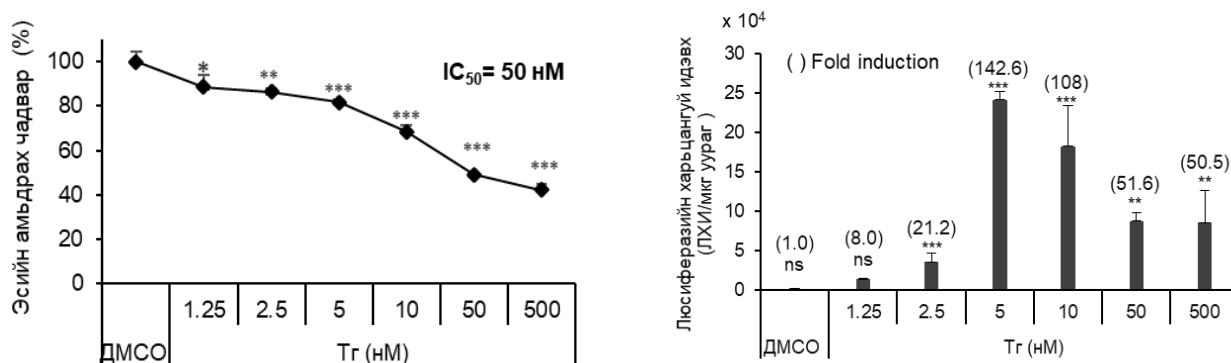 Эсийн амьдрах чадвар (%)
120
100
80
60
40
20
0
*
**
***
***
***
***
IC50= 50 нМ
1.25 2.5 5 10 50 500
ДМСО Тг (нМ)
Люсиферазийн харьцангуй идэвх
(ЛХИ/мкг уураг)
x 10⁴
30
25
20
15
10
5
0
( ) Fold induction
(1.0)
ns
(8.0)
ns
(21.2)
***
(142.6)
***
(108)
***
(51.6)
**
(50.5)
**
1.25 2.5 5 10 50 500
ДМСО Тг (нМ)